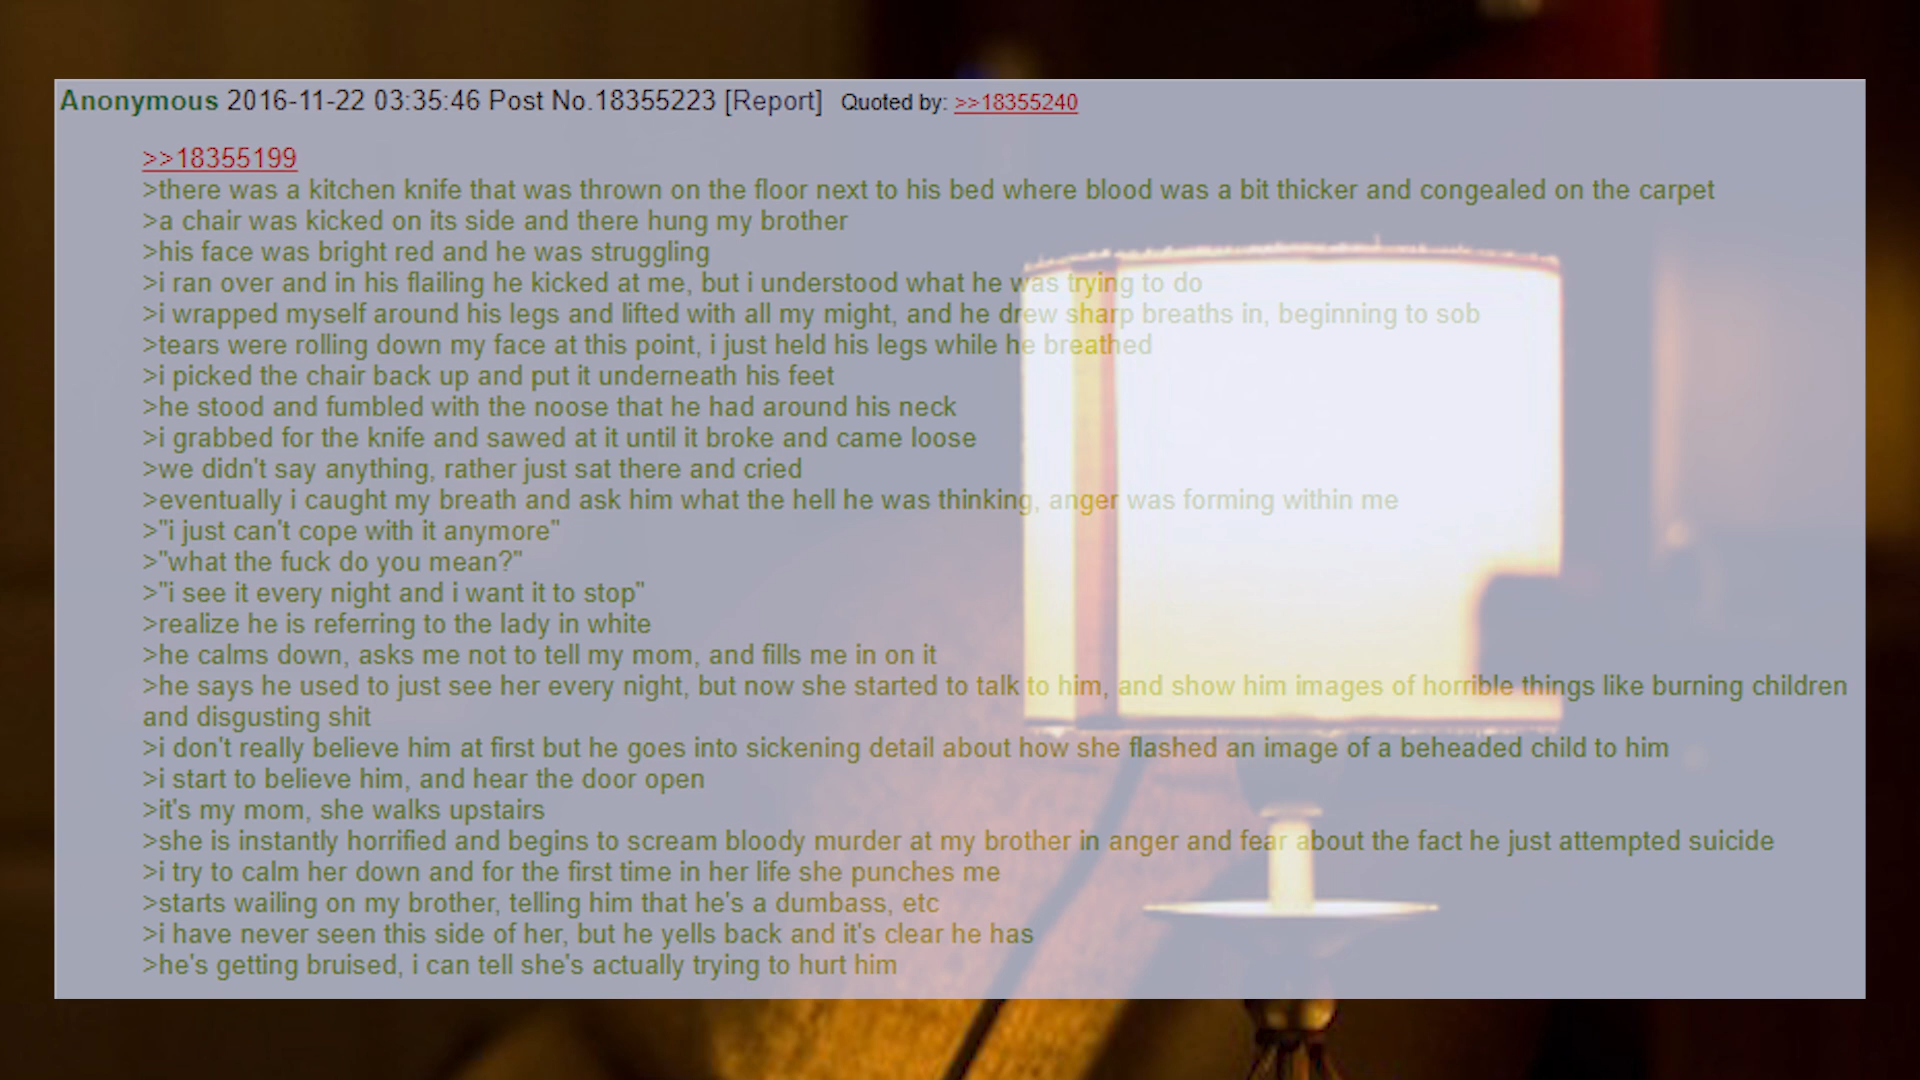 Anonymous 2016-11-22 03:35:46 Post No.18355223 [Report] Quoted by: >>18355240
>>18355199
>there was a kitchen knife that was thrown on the floor next to his bed where blood was a bit thicker and congealed on the carpet
>a chair was kicked on its side and there hung my brother
>his face was bright red and he was struggling
>i ran over and in his flailing he kicked at me, but i understood what he was trying to do
>i wrapped myself around his legs and lifted with all my might, and he drew sharp breaths in, beginning to sob
>tears were rolling down my face at this point, i just held his legs while he breathed
>i picked the chair back up and put it underneath his feet
>he stood and fumbled with the noose that he had around his neck
>i grabbed for the knife and sawed at it until it broke and came loose
>we didn't say anything, rather just sat there and cried
>eventually i caught my breath and ask him what the hell he was thinking, anger was forming within me
>"i just can't cope with it anymore"
>"what the fuck do you mean?"
>"i see it every night and i want it to stop"
>realize he is referring to the lady in white
>he calms down, asks me not to tell my mom, and fills me in on it
>he says he used to just see her every night, but now she started to talk to him, and show him images of horrible things like burning children
and disgusting shit
>i don't really believe him at first but he goes into sickening detail about how she flashed an image of a beheaded child to him
>i start to believe him, and hear the door open
>it's my mom, she walks upstairs
>she is instantly horrified and begins to scream bloody murder at my brother in anger and fear about the fact he just attempted suicide
>i try to calm her down and for the first time in her life she punches me
>starts wailing on my brother, telling him that he's a dumbass, etc
>i have never seen this side of her, but he yells back and it's clear he has
>he's getting bruised, i can tell she's actually trying to hurt him